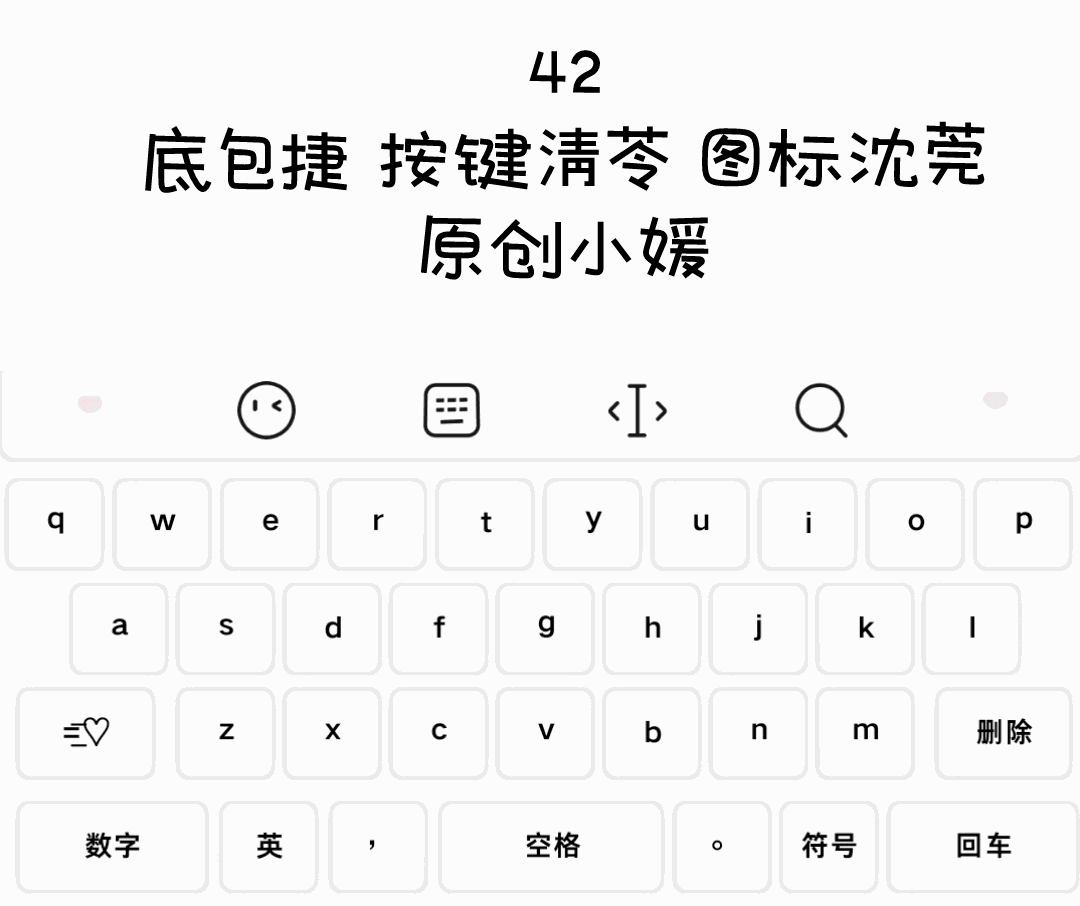 42
底包捷 按键清苓 图标沈莞
原创小媛
q w e r t y u i o p
a s d f g h j k l
z x c v b n m 删除
数字 英 ， 空格 。 符号 回车